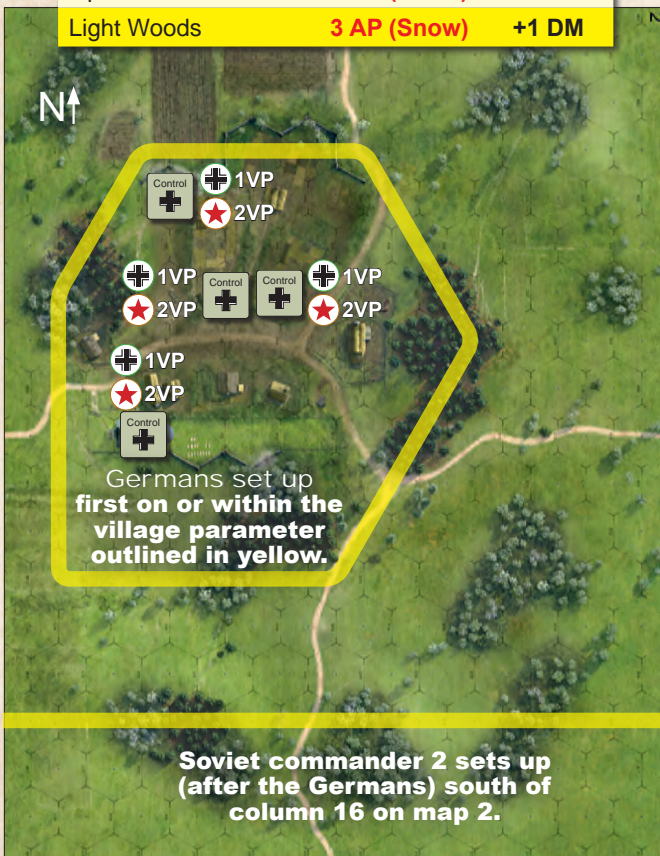 Light Woods 3 AP (Snow) +1 DM
2
N
Control
1VP
2VP
1VP
2VP
Control
Control
1VP
2VP
1VP
2VP
Control
Germans set up
first on or within the
village parameter
outlined in yellow.
Soviet commander 2 sets up
(after the Germans) south of
column 16 on map 2.